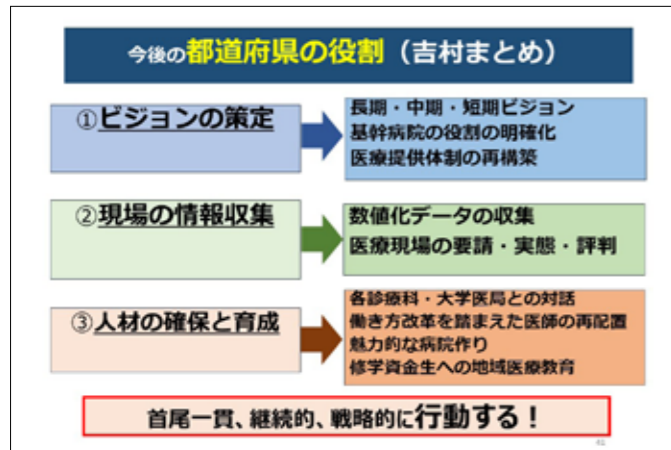 今後の都道府県の役割（吉村まとめ）
①ビジョンの策定
長期・中期・短期ビジョン
基幹病院の役割の明確化
医療提供体制の再構築
②現場の情報収集
数値化データの収集
医療現場の要請・実態・評判
③人材の確保と育成
各診療科・大学医局との対話
働き方改革を踏まえた医師の再配置
魅力的な病院作り
修学資金生への地域医療教育
首尾一貫、継続的、戦略的に行動する！